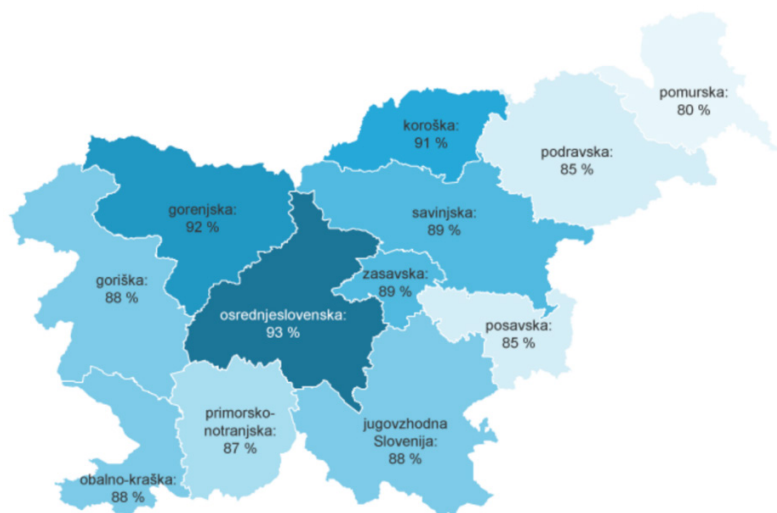 pomurska:
80 %
koroška:
91 %
podravska:
85 %
gorenjska:
92 %
savinjska:
89 %
goriška:
88 %
zasavska:
89 %
osrednjeslovenska:
93 %
posavska:
85 %
primorsko-
notranjska:
87 %
jugovzhodna
Slovenija:
88 %
obalno-kraška:
88 %